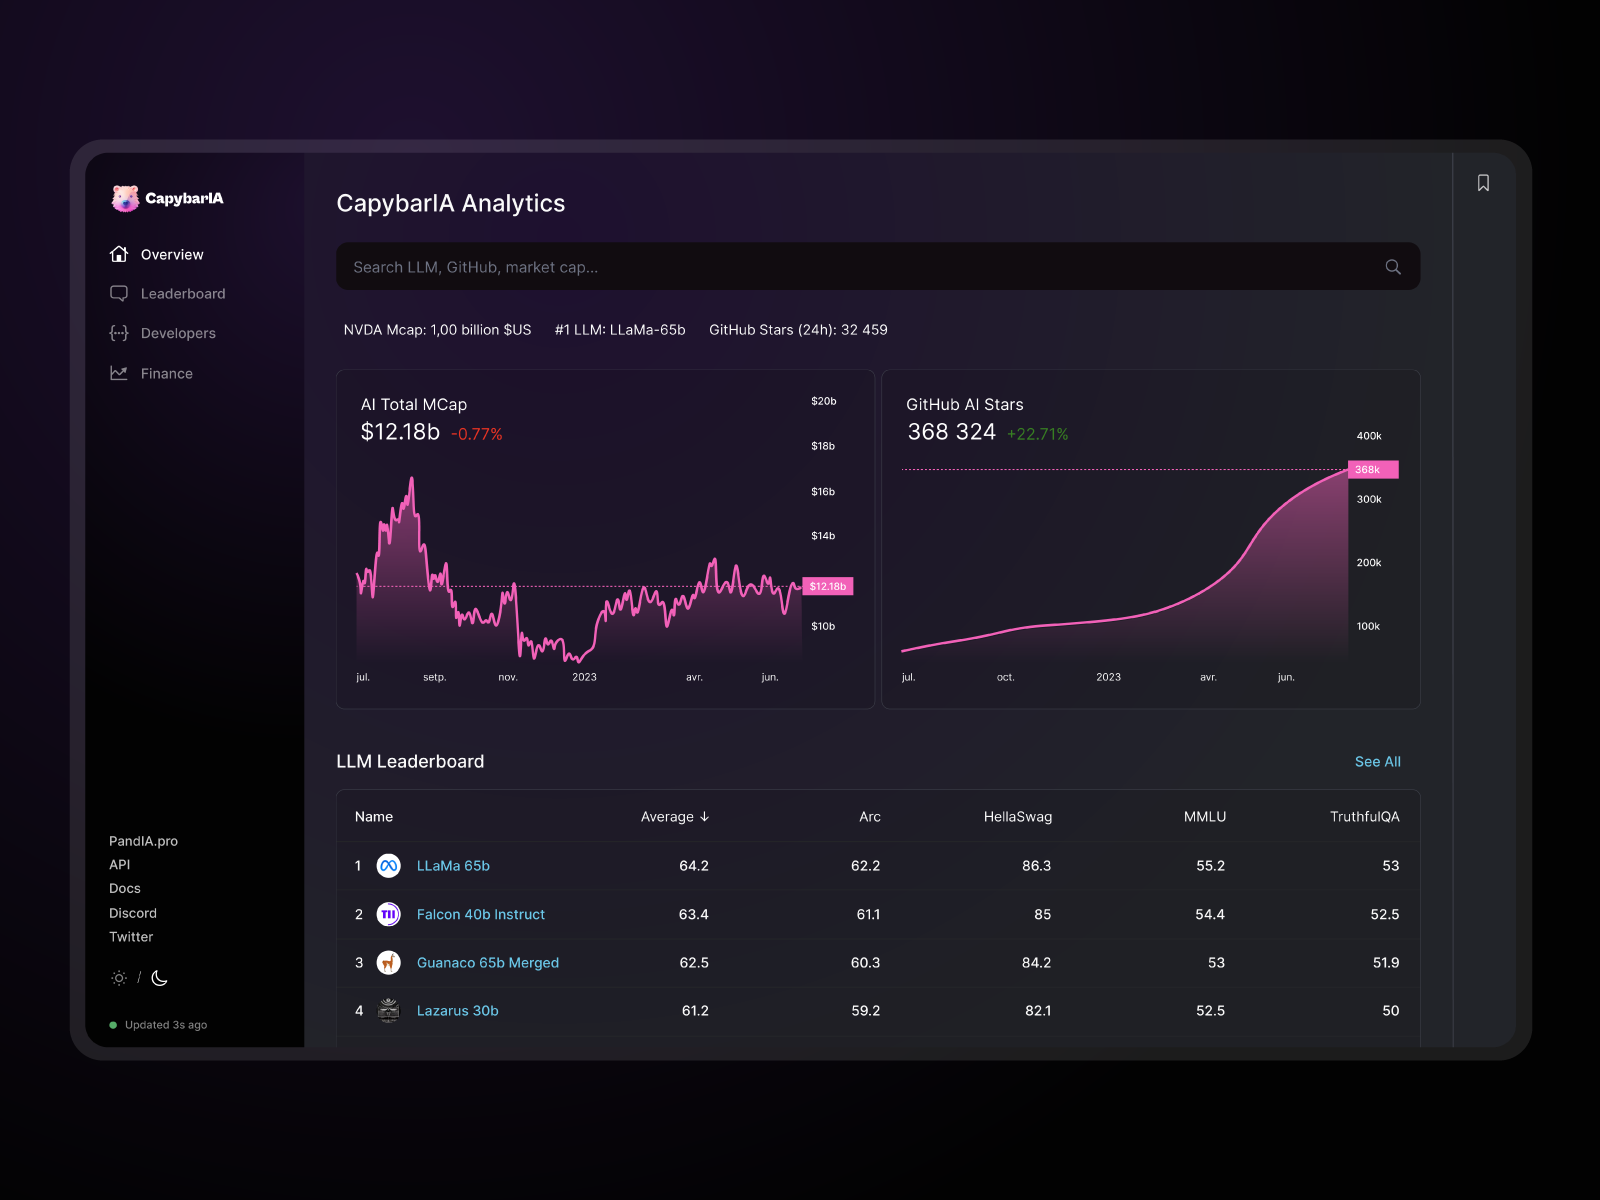 CapybarIA
Overview
Leaderboard
Developers
Finance
PandIA.pro
API
Docs
Discord
Twitter
/
Updated 3s ago
CapybarIA Analytics
Search LLM, GitHub, market cap...
NVDA Mcap: 1,00 billion $US #1 LLM: LLaMa-65b GitHub Stars (24h): 32 459
AI Total MCap
$12.18b -0.77%
$20b
$18b
$16b
$14b
$12.18b
$10b
jul. setp. nov. 2023 avr. jun.
GitHub AI Stars
368 324 +22.71%
400k
368k
300k
200k
100k
jul. oct. 2023 avr. jun.
LLM Leaderboard See All
Name Average ↓ Arc HellaSwag MMLU TruthfulQA
1 LLaMa 65b 64.2 62.2 86.3 55.2 53
2 TII Falcon 40b Instruct 63.4 61.1 85 54.4 52.5
3 Guanaco 65b Merged 62.5 60.3 84.2 53 51.9
4 Lazarus 30b 61.2 59.2 82.1 52.5 50